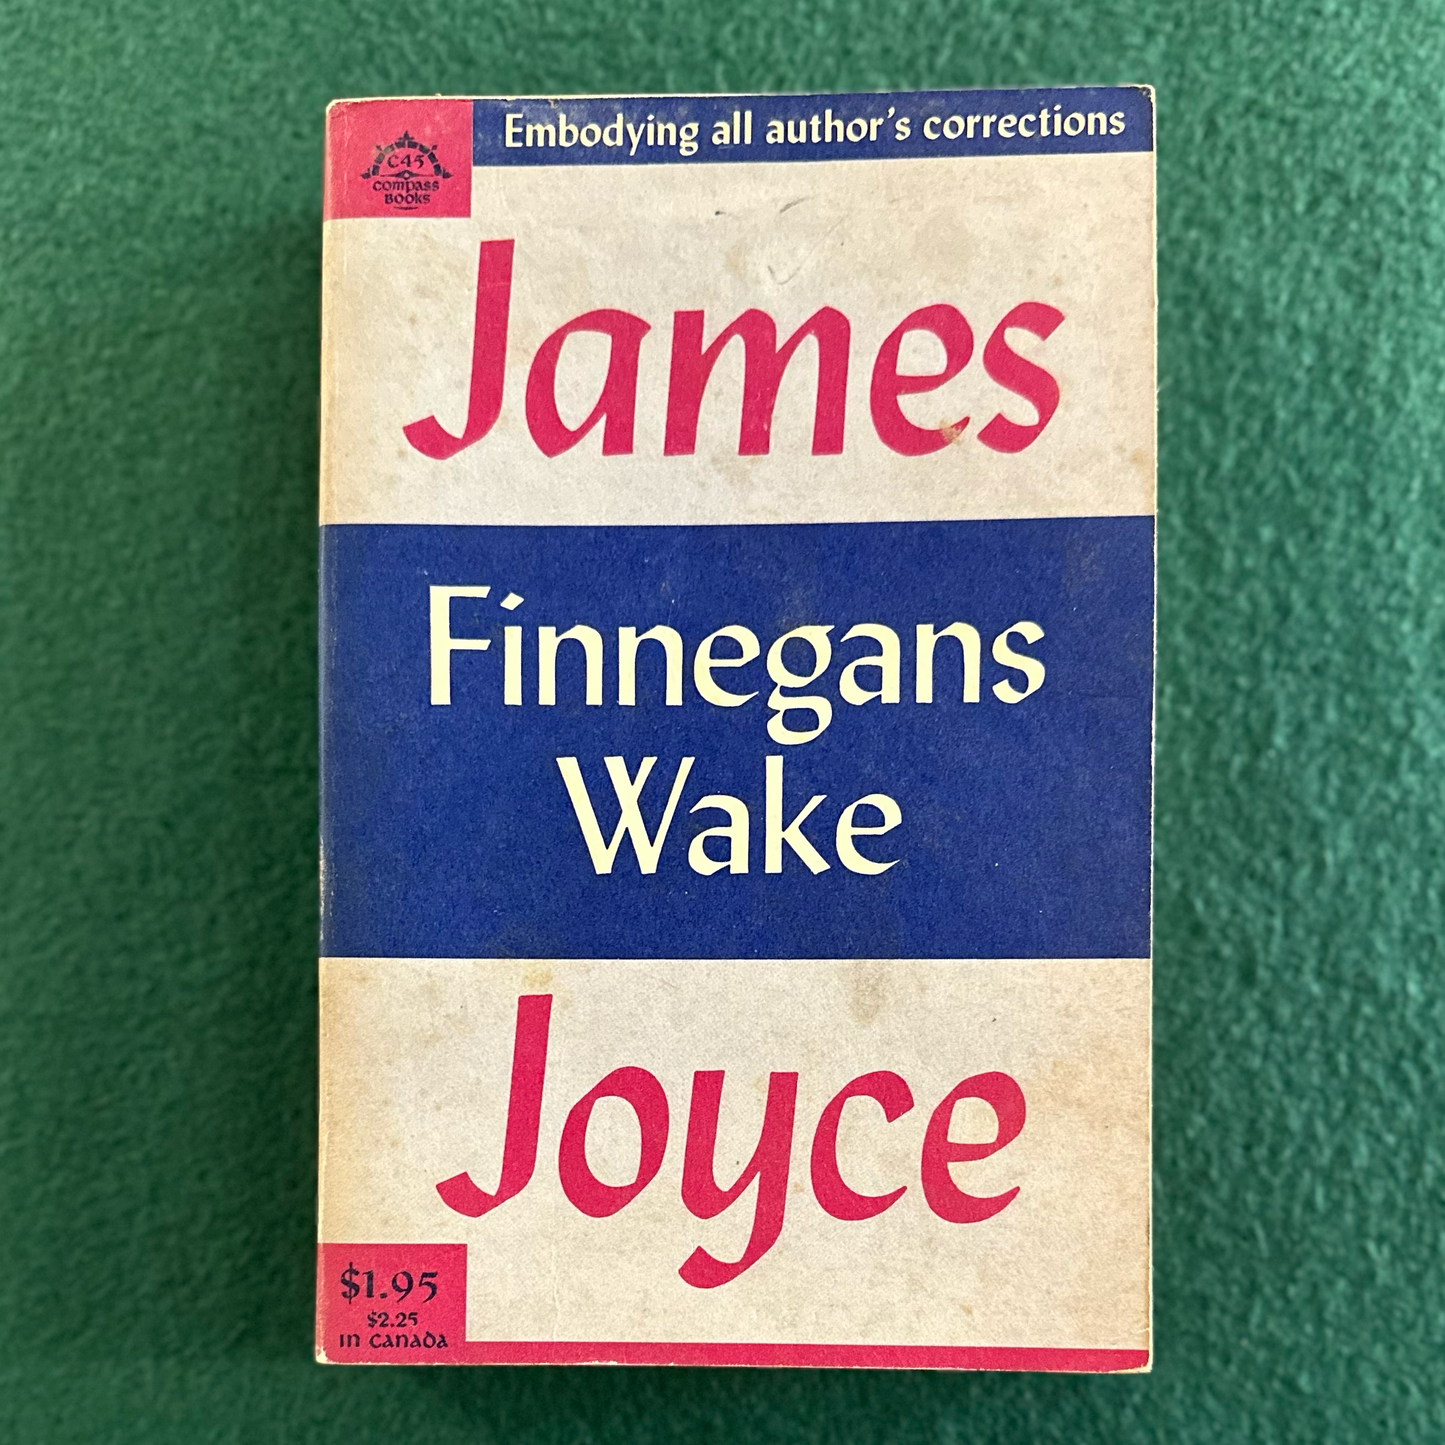 C45
compass
BOOKS
Embodying all author's corrections
James
Finnegans
Wake
Joyce
$1.95
$2.25
in Canada